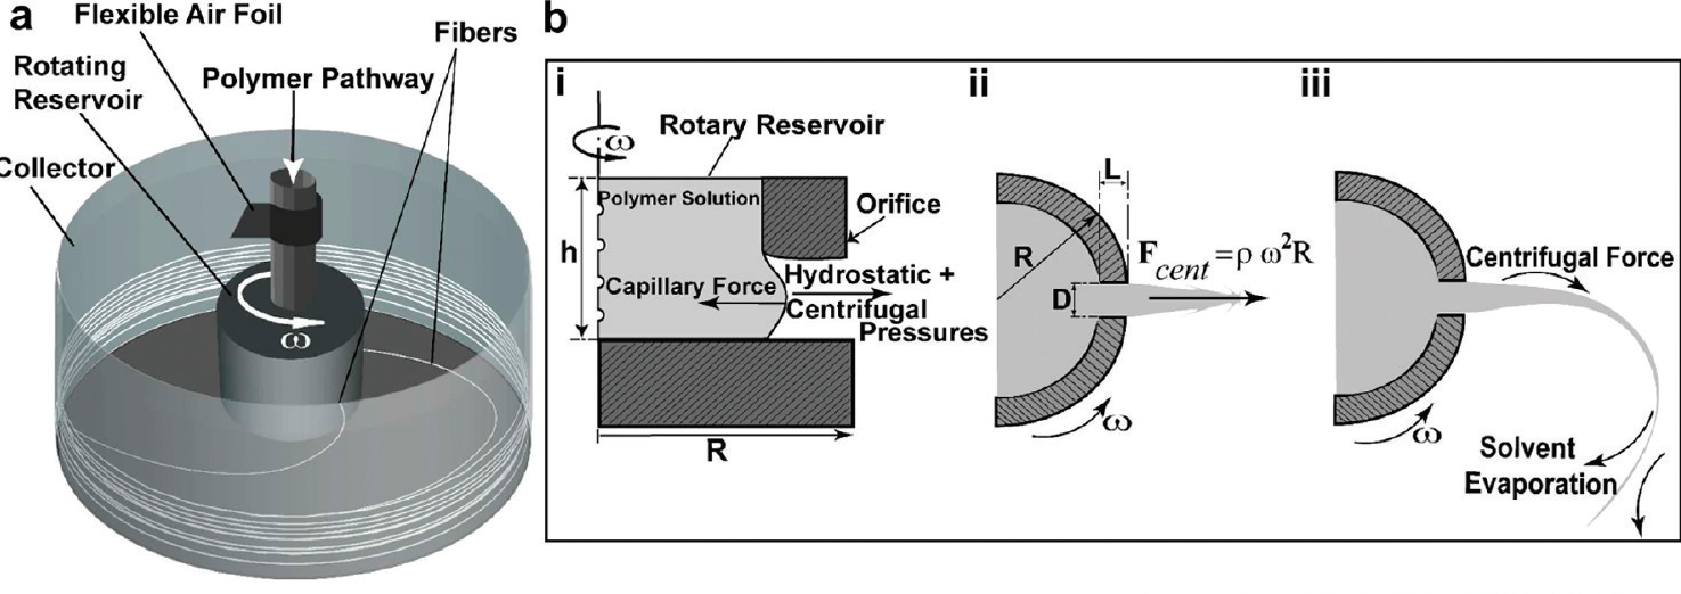 a
Flexible Air Foil
Fibers
Rotating
Reservoir
Polymer Pathway
Collector
ω
b
i
ω
Rotary Reservoir
Polymer Solution
Orifice
h
Capillary Force
Hydrostatic +
Centrifugal
Pressures
R
ii
L
R
F cent = ρ ω²R
D
ω
iii
Centrifugal Force
ω
Solvent
Evaporation